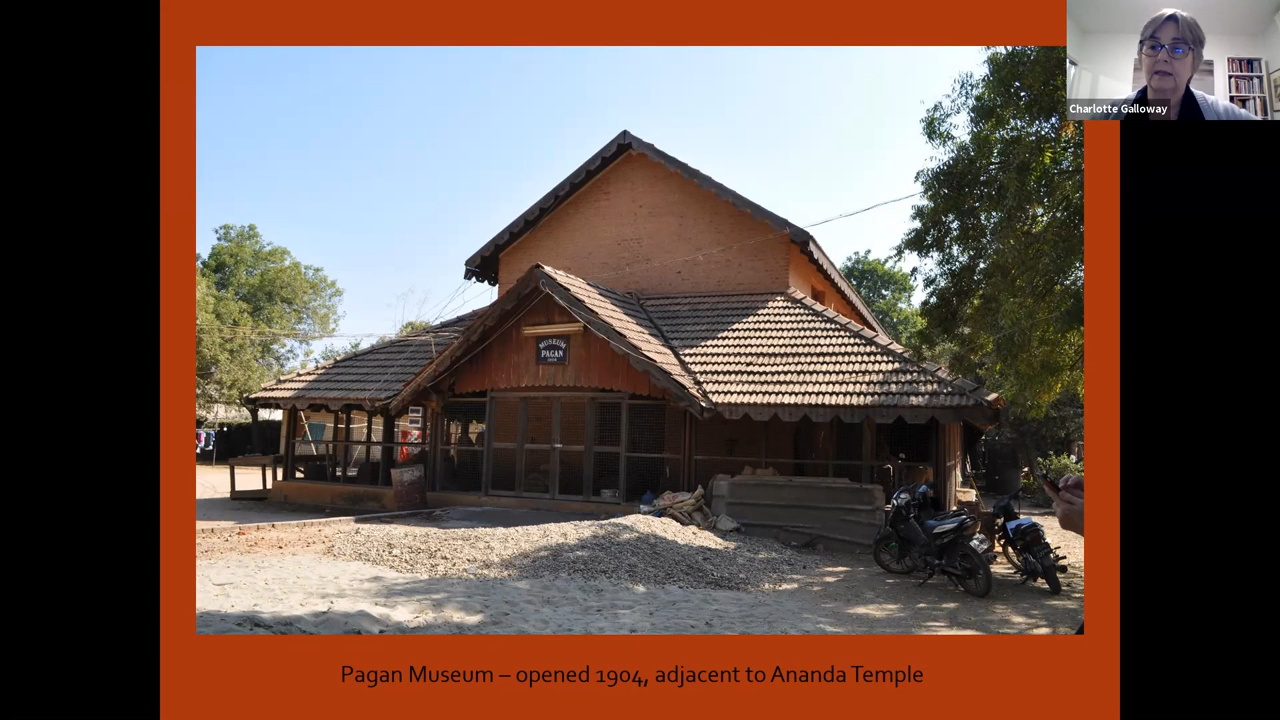 Charlotte Galloway
MUSEUM
PAGAN
Pagan Museum – opened 1904, adjacent to Ananda Temple